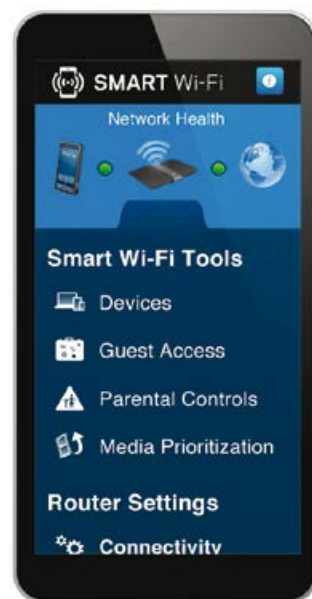 SMART Wi-Fi
Network Health
Smart Wi-Fi Tools
Devices
Guest Access
Parental Controls
Media Prioritization
Router Settings
Connectivity